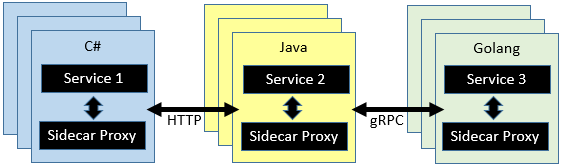 C#
Service 1
Sidecar Proxy
HTTP
Java
Service 2
Sidecar Proxy
gRPC
Golang
Service 3
Sidecar Proxy